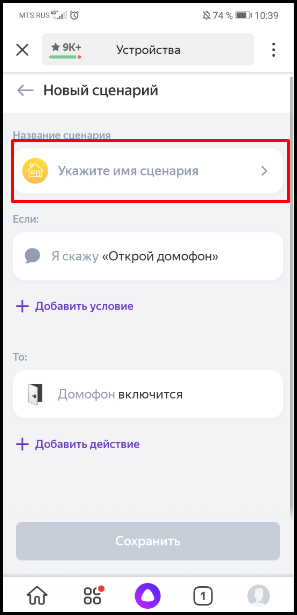 MTS RUS 74 % 10:39
9K+ Устройства
Новый сценарий
Название сценария
Укажите имя сценария
Если:
Я скажу «Открой домофон»
Добавить условие
То:
Домофон включится
Добавить действие
Сохранить
1